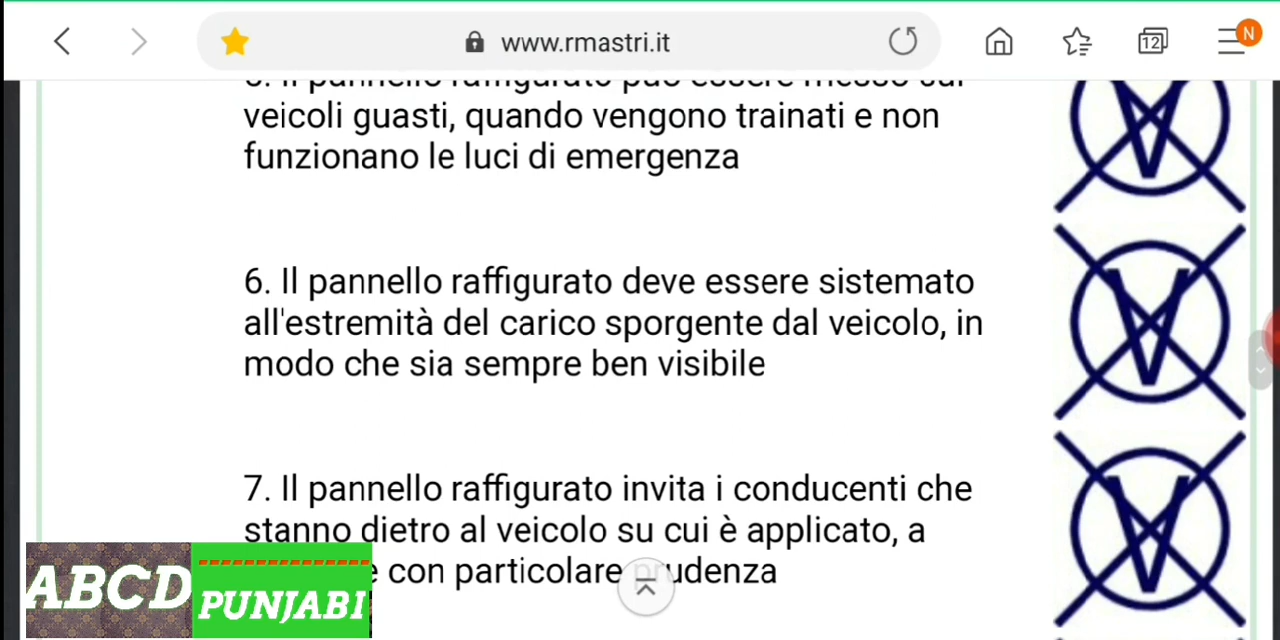 www.rmastri.it
12
N
veicoli guasti, quando vengono trainati e non
funzionano le luci di emergenza
6. Il pannello raffigurato deve essere sistemato
all'estremità del carico sporgente dal veicolo, in
modo che sia sempre ben visibile
7. Il pannello raffigurato invita i conducenti che
stanno dietro al veicolo su cui è applicato, a
con particolare prudenza
ABCD
PUNJABI
V
V
V